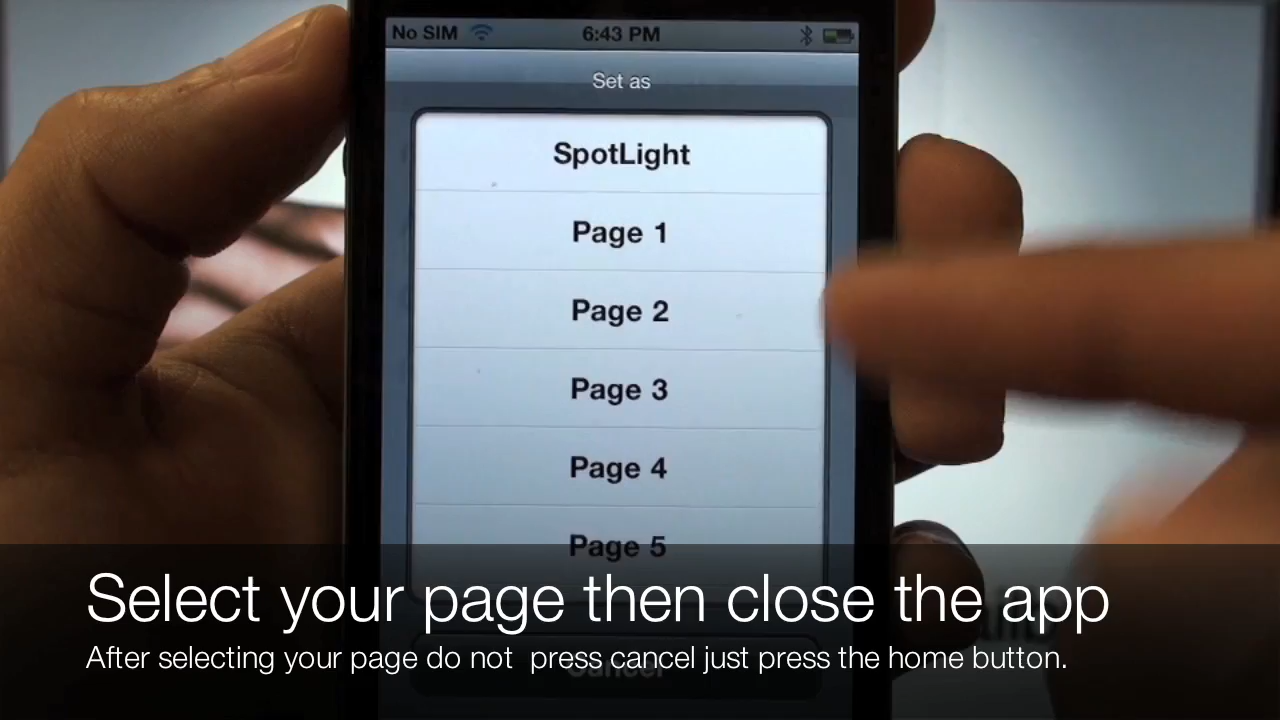 No SIM 6:43 PM
Set as
SpotLight
Page 1
Page 2
Page 3
Page 4
Page 5
Cancel
Select your page then close the app
After selecting your page do not press cancel just press the home button.